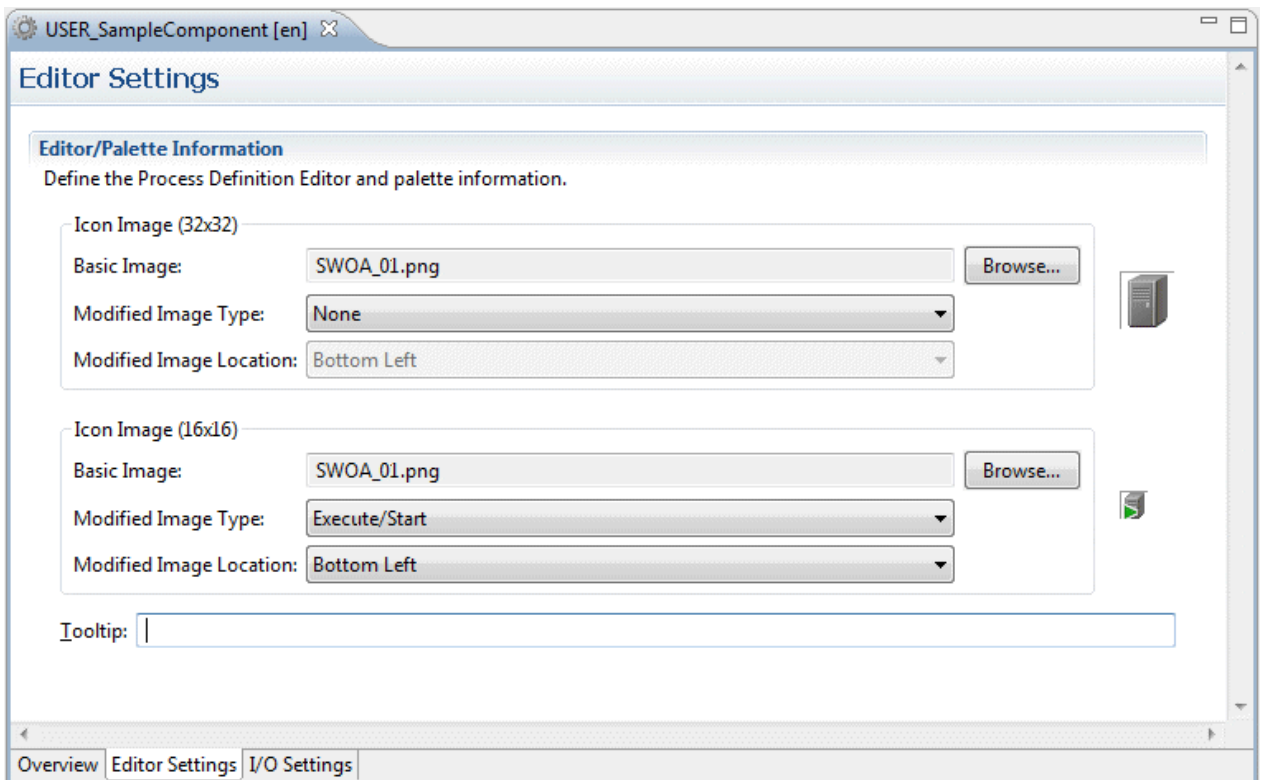 USER_SampleComponent [en]
Editor Settings
Editor/Palette Information
Define the Process Definition Editor and palette information.
Icon Image (32x32)
Basic Image: SWOA_01.png Browse...
Modified Image Type: None
Modified Image Location: Bottom Left
Icon Image (16x16)
Basic Image: SWOA_01.png Browse...
Modified Image Type: Execute/Start
Modified Image Location: Bottom Left
Tooltip:
Overview Editor Settings I/O Settings